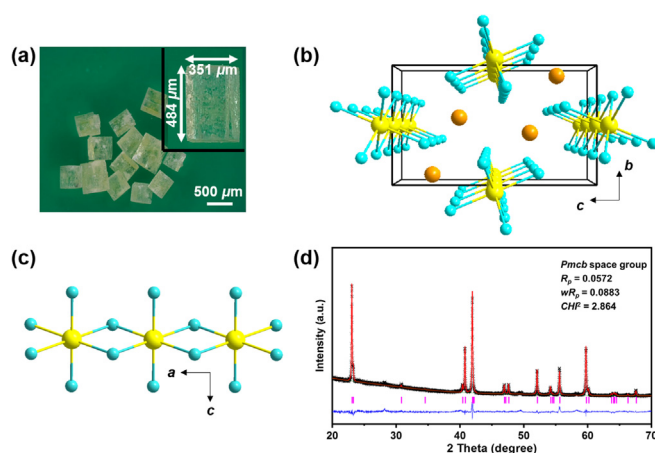 (a)
351 µm
484 µm
500 µm
(b)
b
c
(c)
a
c
(d)
Pmcb space group
Rp = 0.0572
wRp = 0.0883
CHI² = 2.864
Intensity (a.u.)
20 30 40 50 60 70
2 Theta (degree)